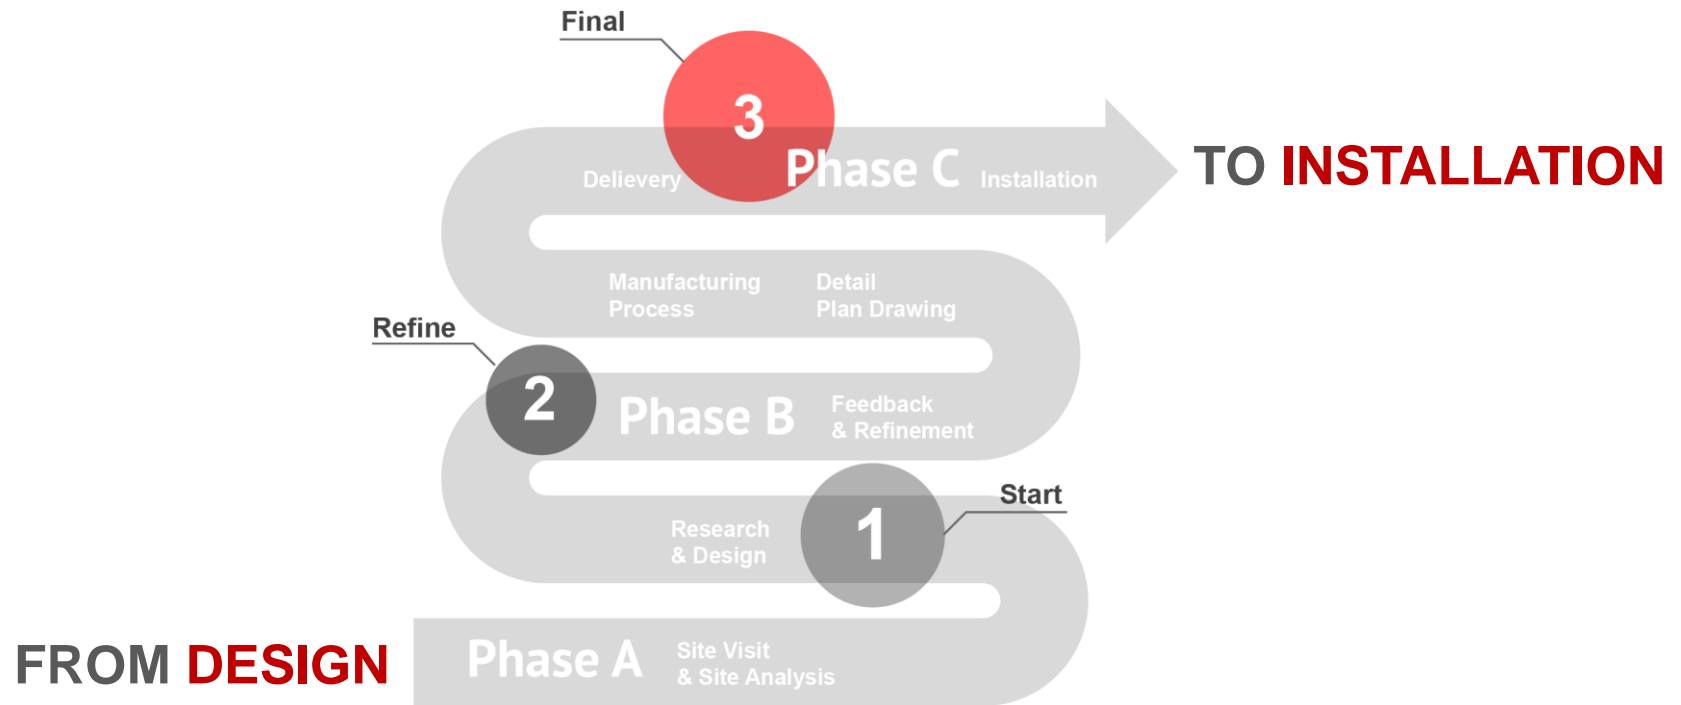 Final
3
Delievery
Phase C
Installation
TO INSTALLATION
Manufacturing
Process
Detail
Plan Drawing
Refine
2
Phase B
Feedback
& Refinement
Research
& Design
1
Start
FROM DESIGN
Phase A
Site Visit
& Site Analysis